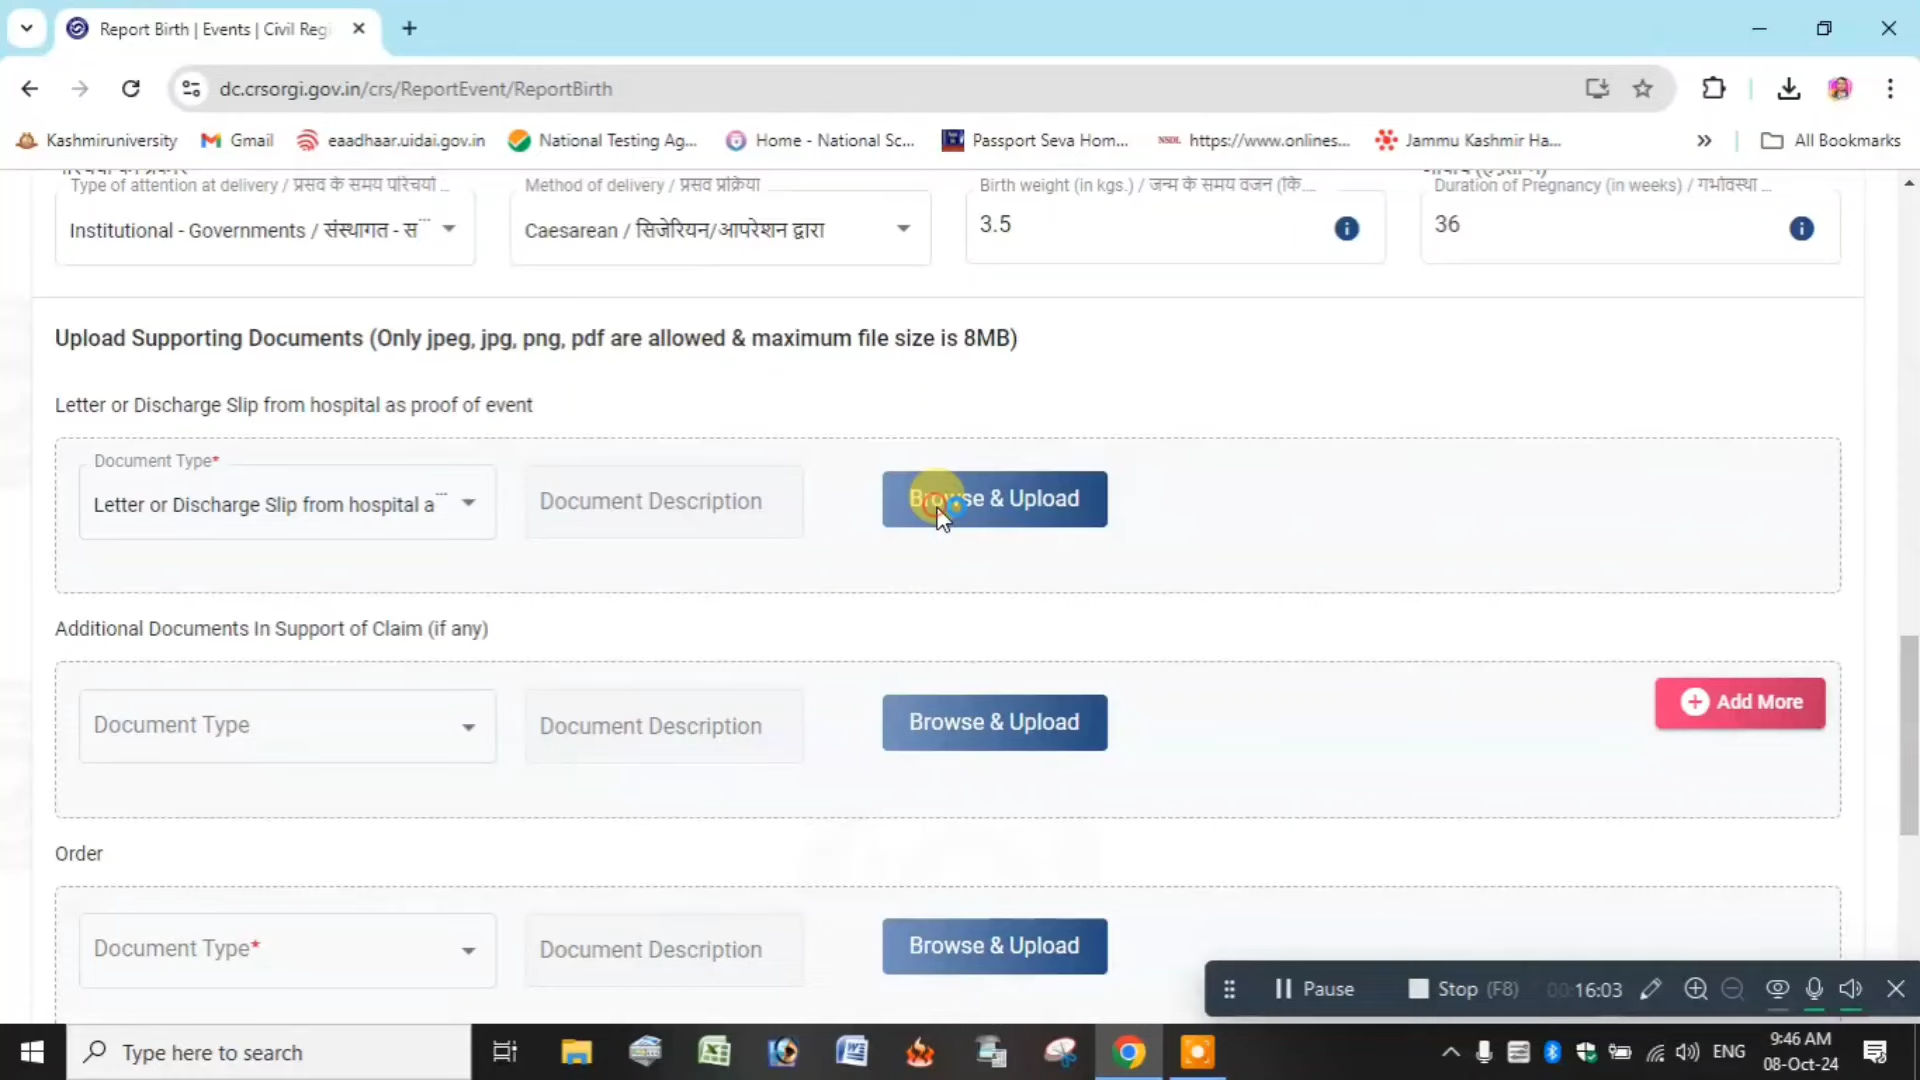 Report Birth | Events | Civil Regi
dc.crsorgi.gov.in/crs/ReportEvent/ReportBirth
Kashmiruniversity
Gmail
eaadhaar.uidai.gov.in
National Testing Ag...
Home - National Sc...
Passport Seva Hom...
NSDL
https://www.onlines...
Jammu Kashmir Ha...
All Bookmarks
Type of attention at delivery / प्रसव के समय परिचर्या ...
Method of delivery / प्रसव प्रक्रिया
Birth weight (in kgs.) / जन्म के समय वजन (कि....
Duration of Pregnancy (in weeks) / गर्भावस्था ...
Institutional - Governments / संस्थागत - स...
Caesarean / सिजेरियन/आपरेशन द्वारा
3.5
36
Upload Supporting Documents (Only jpeg, jpg, png, pdf are allowed & maximum file size is 8MB)
Letter or Discharge Slip from hospital as proof of event
Document Type*
Letter or Discharge Slip from hospital a...
Document Description
Browse & Upload
Additional Documents In Support of Claim (if any)
Add More
Document Type
Document Description
Browse & Upload
Order
Document Type*
Document Description
Browse & Upload
Pause
Stop (F8)
00:16:03
Type here to search
ENG
9:46 AM
08-Oct-24